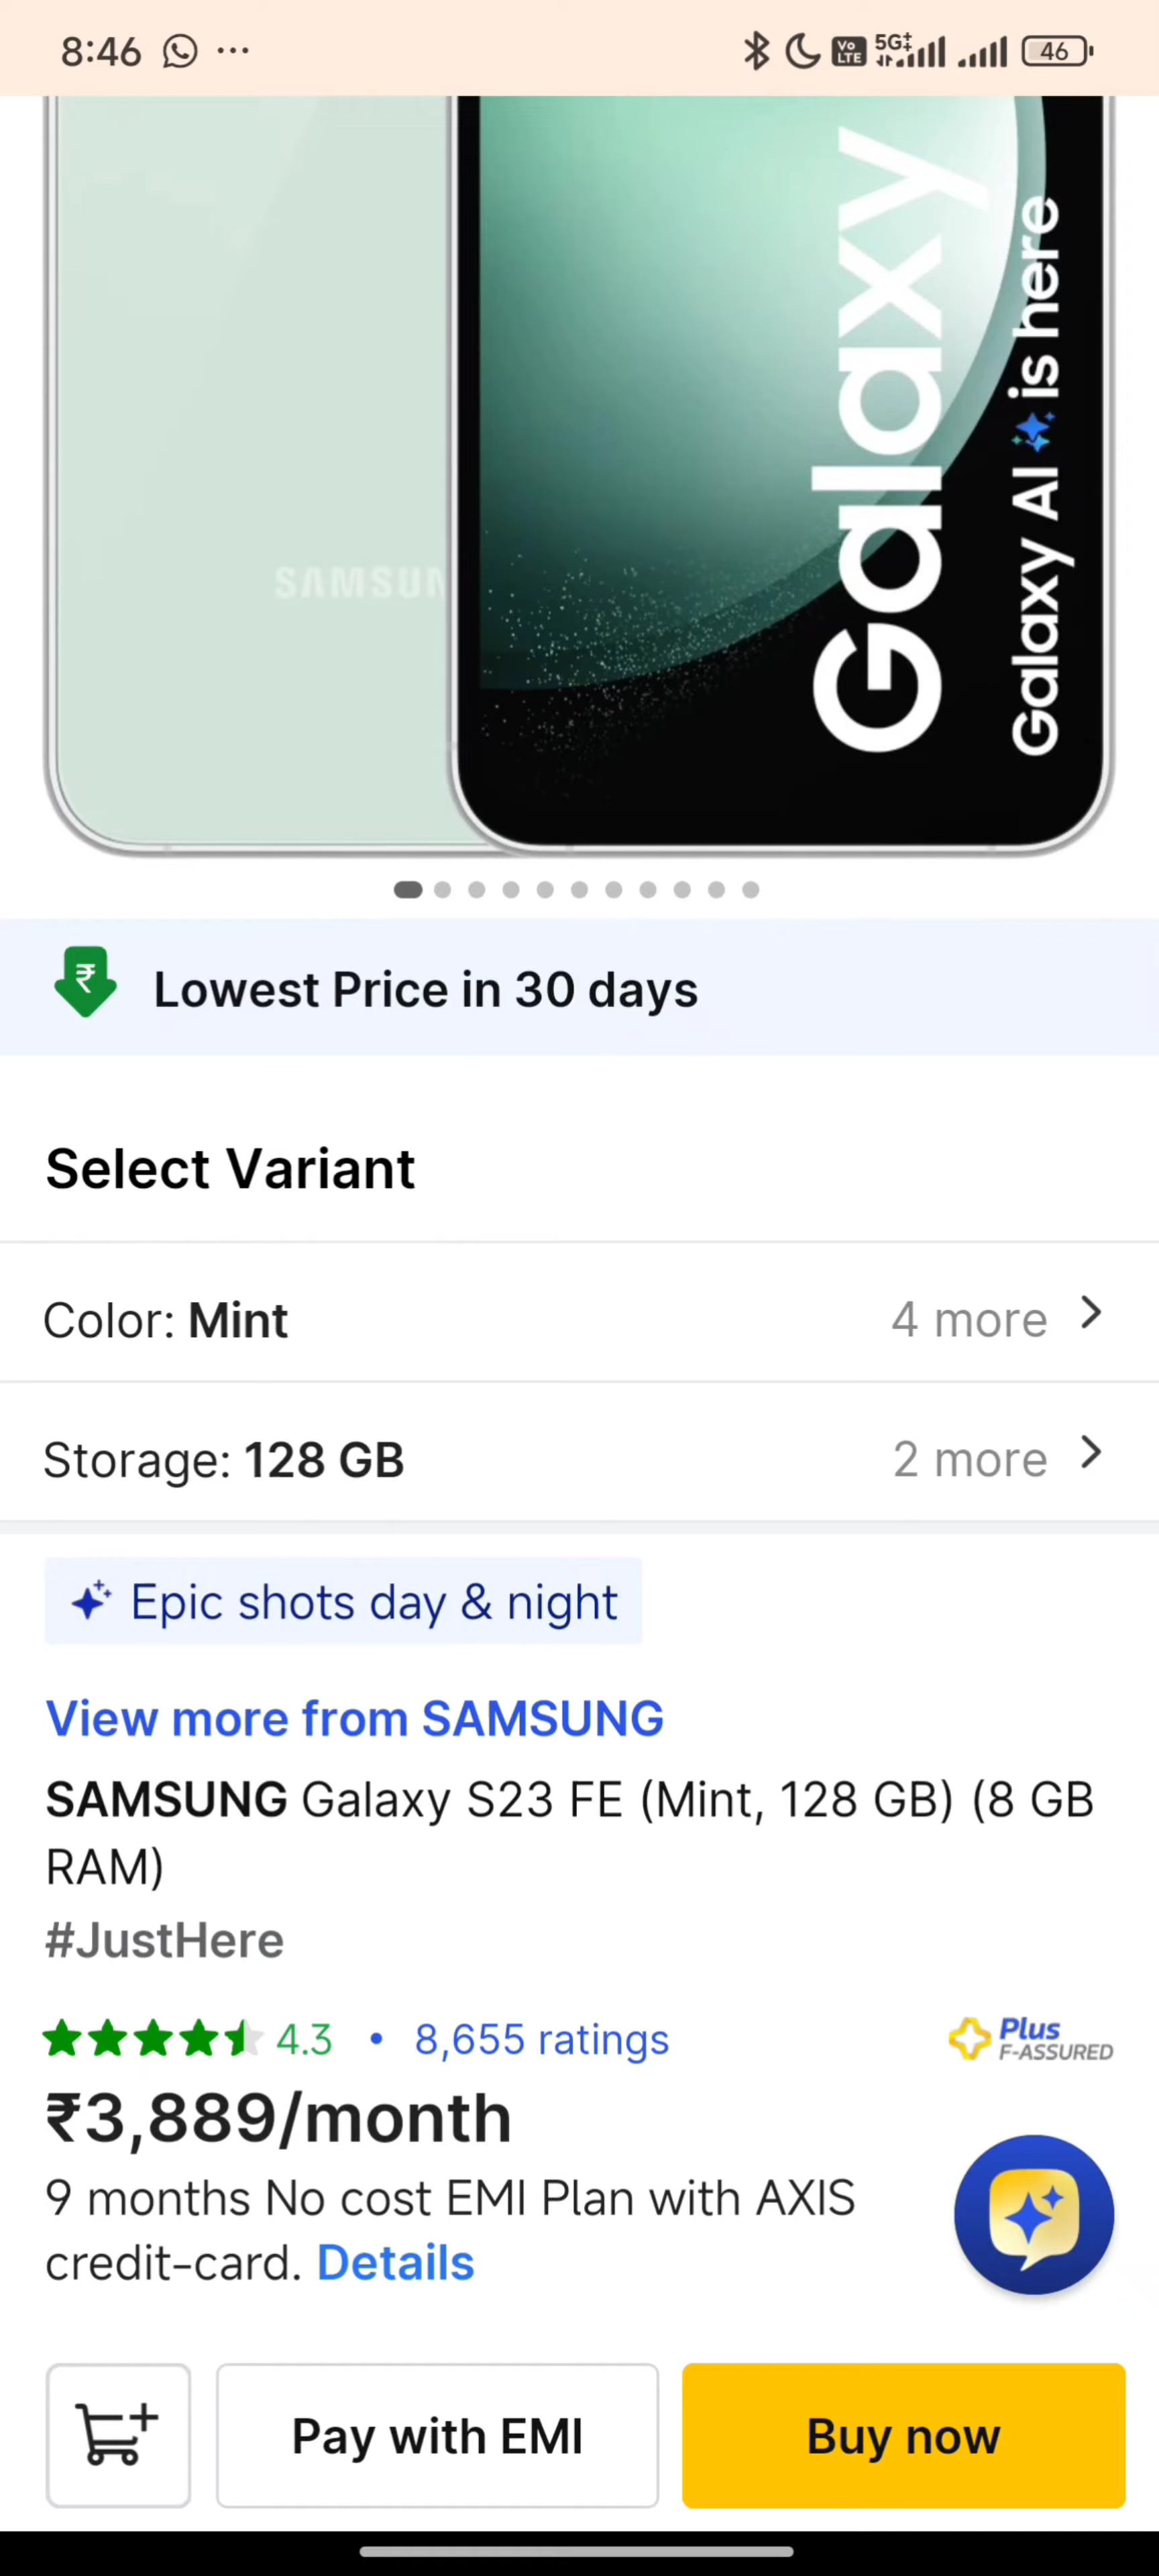 8:46
Vo
LTE
5G‡
46
Galaxy
Galaxy AI is here
SAMSUN
₹
Lowest Price in 30 days
Select Variant
Color: Mint 4 more
Storage: 128 GB 2 more
Epic shots day & night
View more from SAMSUNG
SAMSUNG Galaxy S23 FE (Mint, 128 GB) (8 GB
RAM)
#JustHere
4.3 • 8,655 ratings
Plus
F-ASSURED
₹3,889/month
9 months No cost EMI Plan with AXIS
credit-card. Details
Pay with EMI
Buy now